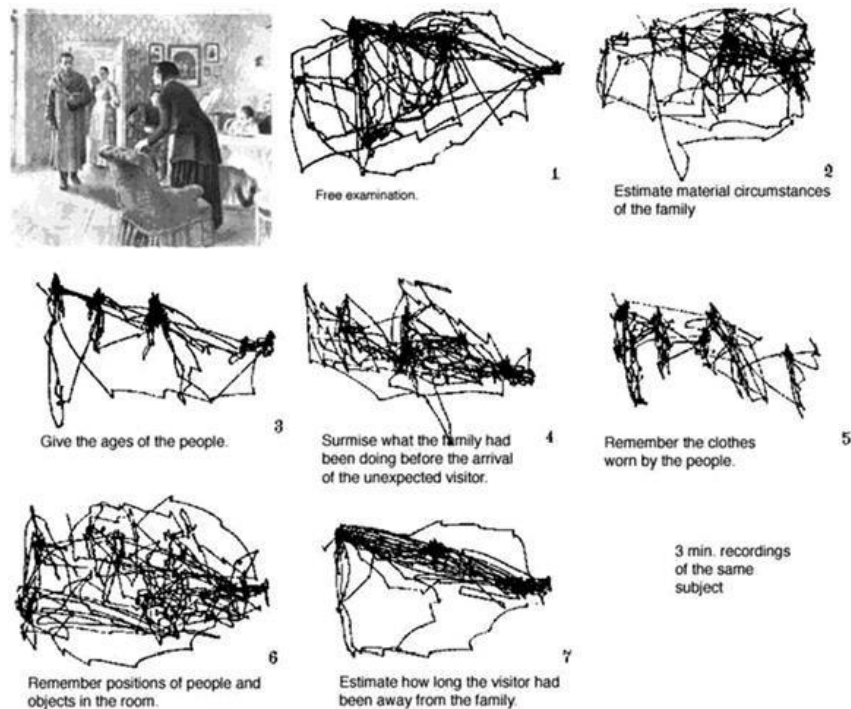 1
Free examination.
2
Estimate material circumstances
of the family
3
Give the ages of the people.
4
Surmise what the family had
been doing before the arrival
of the unexpected visitor.
5
Remember the clothes
worn by the people.
6
Remember positions of people and
objects in the room.
7
Estimate how long the visitor had
been away from the family.
3 min. recordings
of the same
subject